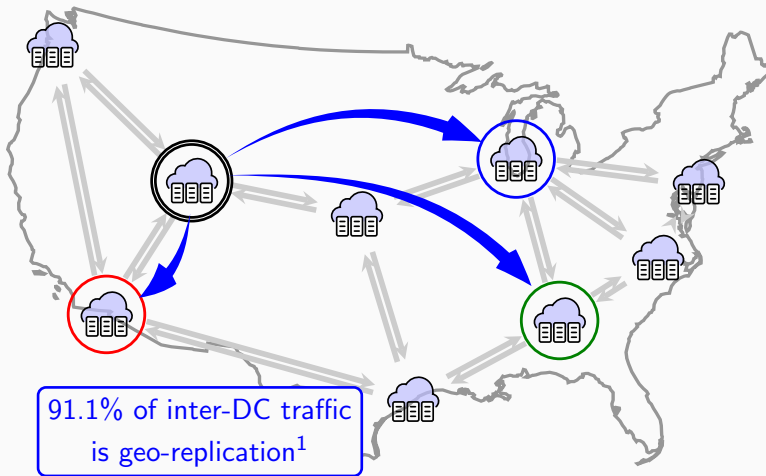 91.1% of inter-DC traffic
is geo-replication¹